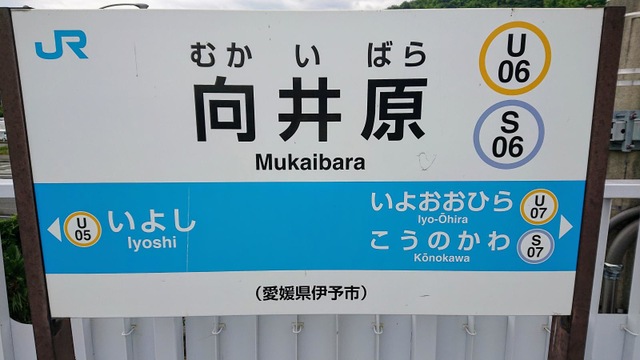 JR
むかいばら
向井原
Mukaibara
U
06
S
06
U
05
いよし
Iyoshi
いよおおひら
Iyo-Ōhira
U
07
こうのかわ
Kōnokawa
S
07
（愛媛県伊予市）